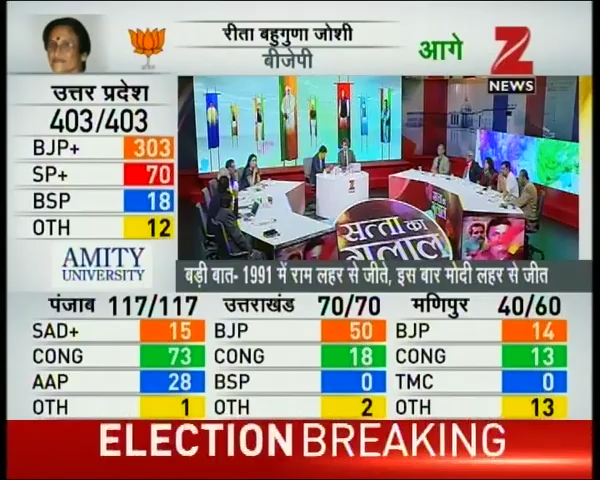 रीता बहुगुणा जोशी
बीजेपी
आगे
Z
NEWS
उत्तर प्रदेश
403/403
BJP+ 303
SP+ 70
BSP 18
OTH 12
सत्ता का
गुलाल
AMITY
UNIVERSITY
बड़ी बात- 1991 में राम लहर से जीते, इस बार मोदी लहर से जीत
पंजाब 117/117
SAD+ 15
CONG 73
AAP 28
OTH 1
उत्तराखंड 70/70
BJP 50
CONG 18
BSP 0
OTH 2
मणिपुर 40/60
BJP 14
CONG 13
TMC 0
OTH 13
ELECTION BREAKING